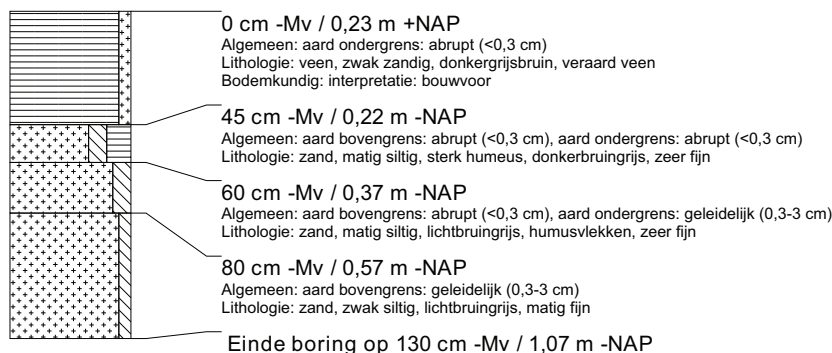 0 cm -Mv / 0,23 m +NAP
Algemeen: aard ondergrens: abrupt (<0,3 cm)
Lithologie: veen, zwak zandig, donkergrijsbruin, veraard veen
Bodemkundig: interpretatie: bouwvoor
45 cm -Mv / 0,22 m -NAP
Algemeen: aard bovengrens: abrupt (<0,3 cm), aard ondergrens: abrupt (<0,3 cm)
Lithologie: zand, matig siltig, sterk humeus, donkerbruingrijs, zeer fijn
60 cm -Mv / 0,37 m -NAP
Algemeen: aard bovengrens: abrupt (<0,3 cm), aard ondergrens: geleidelijk (0,3-3 cm)
Lithologie: zand, matig siltig, lichtbruingrijs, humusvlekken, zeer fijn
80 cm -Mv / 0,57 m -NAP
Algemeen: aard bovengrens: geleidelijk (0,3-3 cm)
Lithologie: zand, zwak siltig, lichtbruingrijs, matig fijn
Einde boring op 130 cm -Mv / 1,07 m -NAP